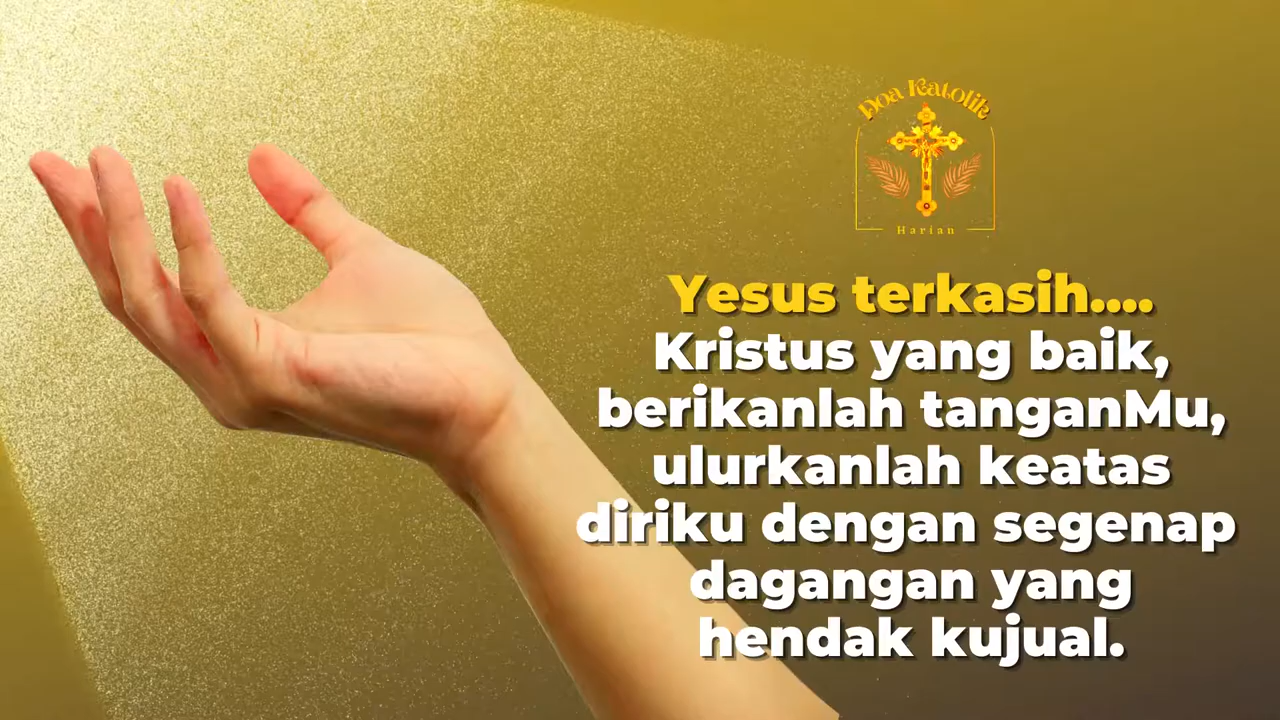 Doa Katolik
Harian
Yesus terkasih....
Kristus yang baik,
berikanlah tanganMu,
ulurkanlah keatas
diriku dengan segenap
dagangan yang
hendak kujual.